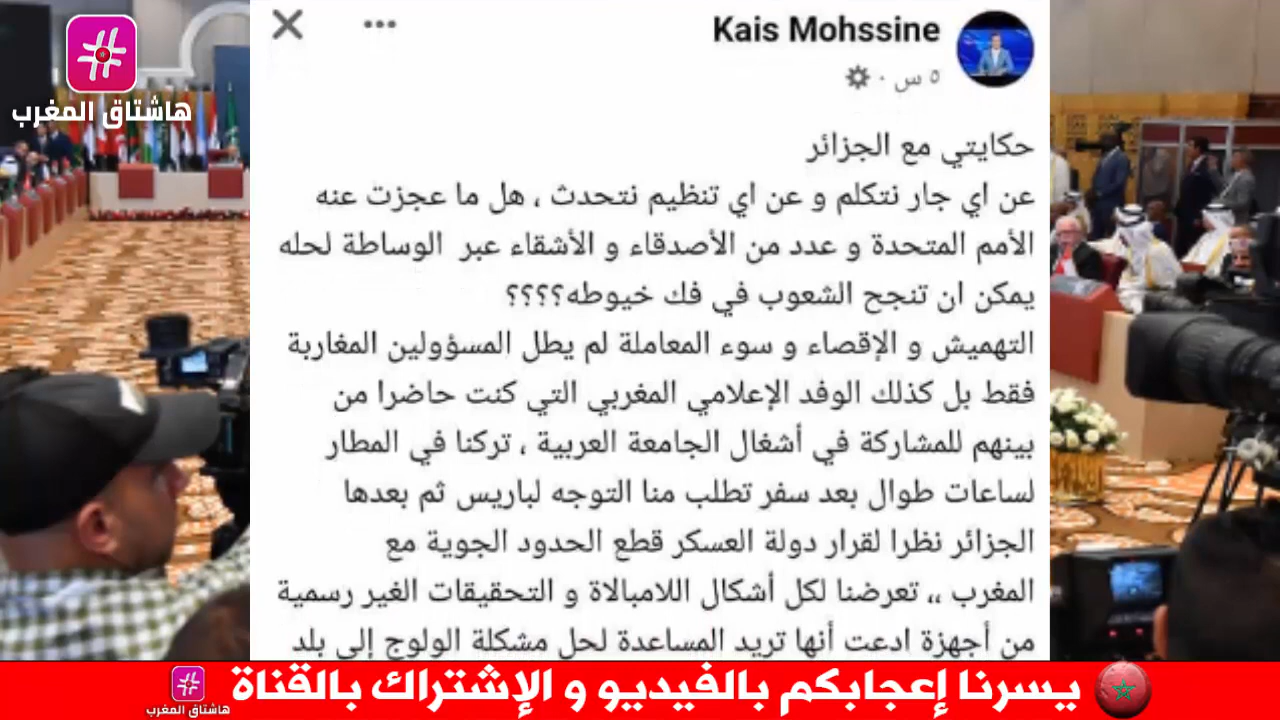 هاشتاق المغرب
Kais Mohssine
٥ س ·
حكايتي مع الجزائر
عن اي جار نتكلم و عن اي تنظيم نتحدث ، هل ما عجزت عنه
الأمم المتحدة و عدد من الأصدقاء و الأشقاء عبر الوساطة لحله
يمكن ان تنجح الشعوب في فك خيوطه؟؟؟؟
التهميش و الإقصاء و سوء المعاملة لم يطل المسؤولين المغاربة
فقط بل كذلك الوفد الإعلامي المغربي التي كنت حاضرا من
بينهم للمشاركة في أشغال الجامعة العربية ، تركنا في المطار
لساعات طوال بعد سفر تطلب منا التوجه لباريس ثم بعدها
الجزائر نظرا لقرار دولة العسكر قطع الحدود الجوية مع
المغرب ،، تعرضنا لكل أشكال اللامبالاة و التحقيقات الغير رسمية
من أجهزة ادعت أنها تريد المساعدة لحل مشكلة الولوج إلى بلد
يسرنا إعجابكم بالفيديو و الإشتراك بالقناة
هاشتاق المغرب